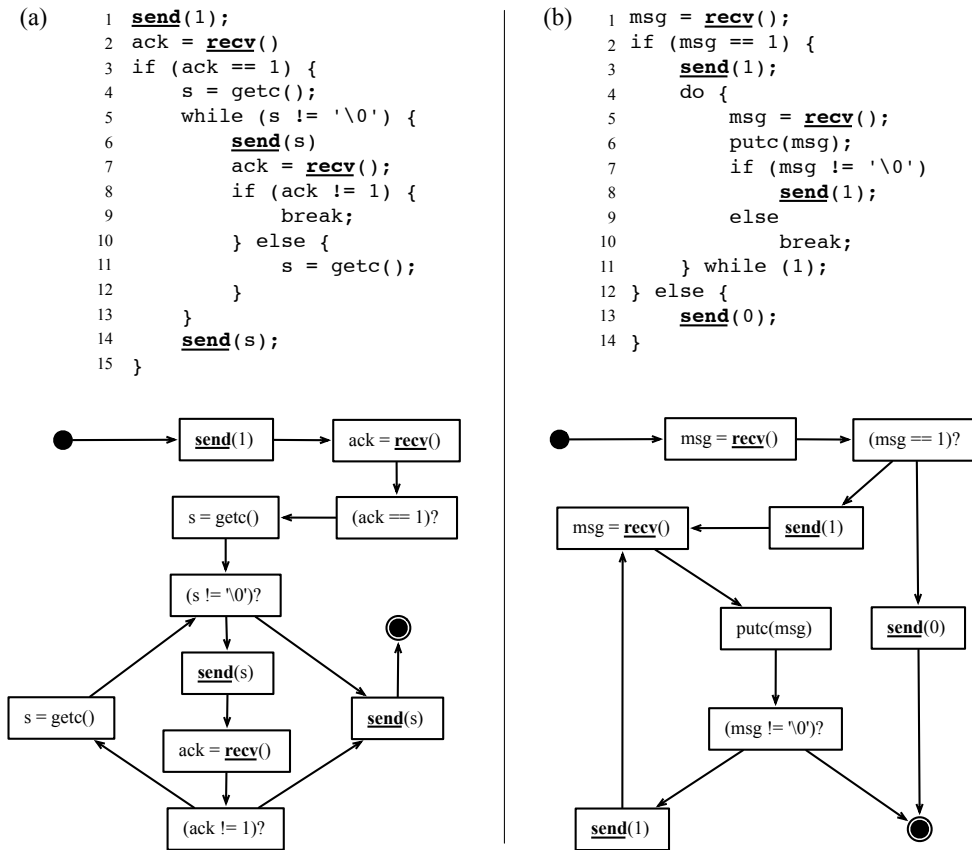 (a)
1 send(1);
2 ack = recv()
3 if (ack == 1) {
4 s = getc();
5 while (s != '\0') {
6 send(s)
7 ack = recv();
8 if (ack != 1) {
9 break;
10 } else {
11 s = getc();
12 }
13 }
14 send(s);
15 }
send(1)
ack = recv()
s = getc()
(ack == 1)?
(s != '\0')?
send(s)
s = getc()
send(s)
ack = recv()
(ack != 1)?
(b)
1 msg = recv();
2 if (msg == 1) {
3 send(1);
4 do {
5 msg = recv();
6 putc(msg);
7 if (msg != '\0')
8 send(1);
9 else
10 break;
11 } while (1);
12 } else {
13 send(0);
14 }
msg = recv()
(msg == 1)?
msg = recv()
send(1)
putc(msg)
send(0)
(msg != '\0')?
send(1)